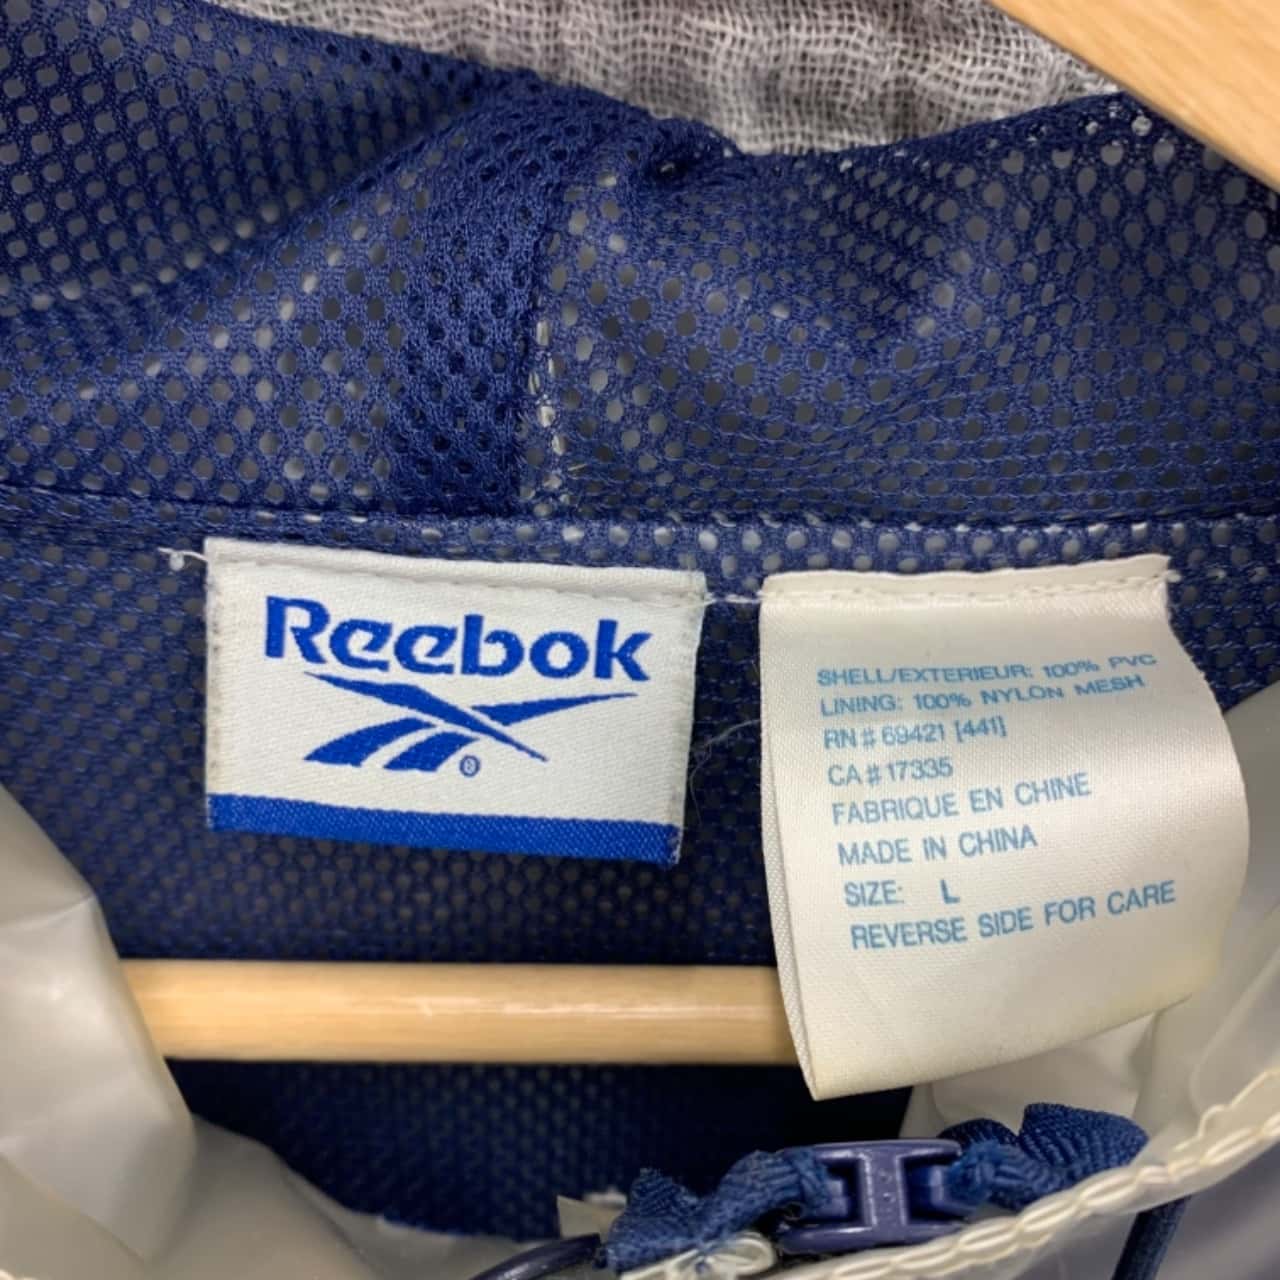 Reebok
®
SHELL/EXTERIEUR: 100% PVC
LINING: 100% NYLON MESH
RN # 69421 [441]
CA # 17335
FABRIQUE EN CHINE
MADE IN CHINA
SIZE: L
REVERSE SIDE FOR CARE